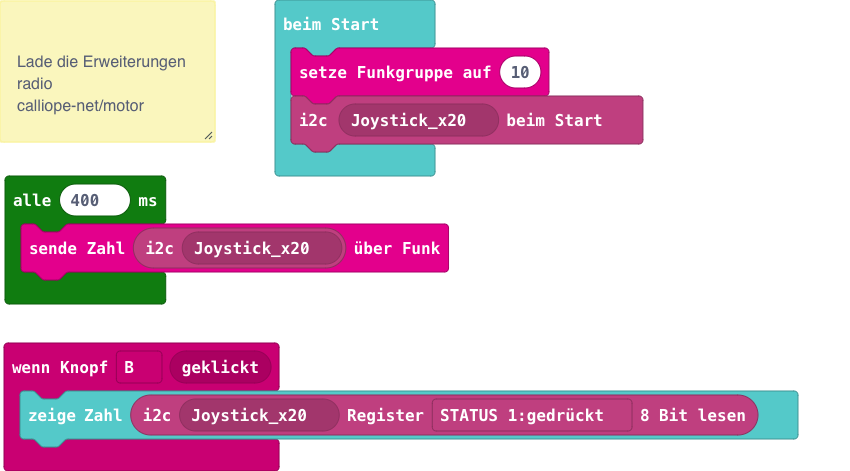 Lade die Erweiterungen
radio
calliope-net/motor
beim Start
setze Funkgruppe auf 10
i2c Joystick_x20 beim Start
alle 400 ms
sende Zahl i2c Joystick_x20 über Funk
wenn Knopf B geklickt
zeige Zahl i2c Joystick_x20 Register STATUS 1:gedrückt 8 Bit lesen